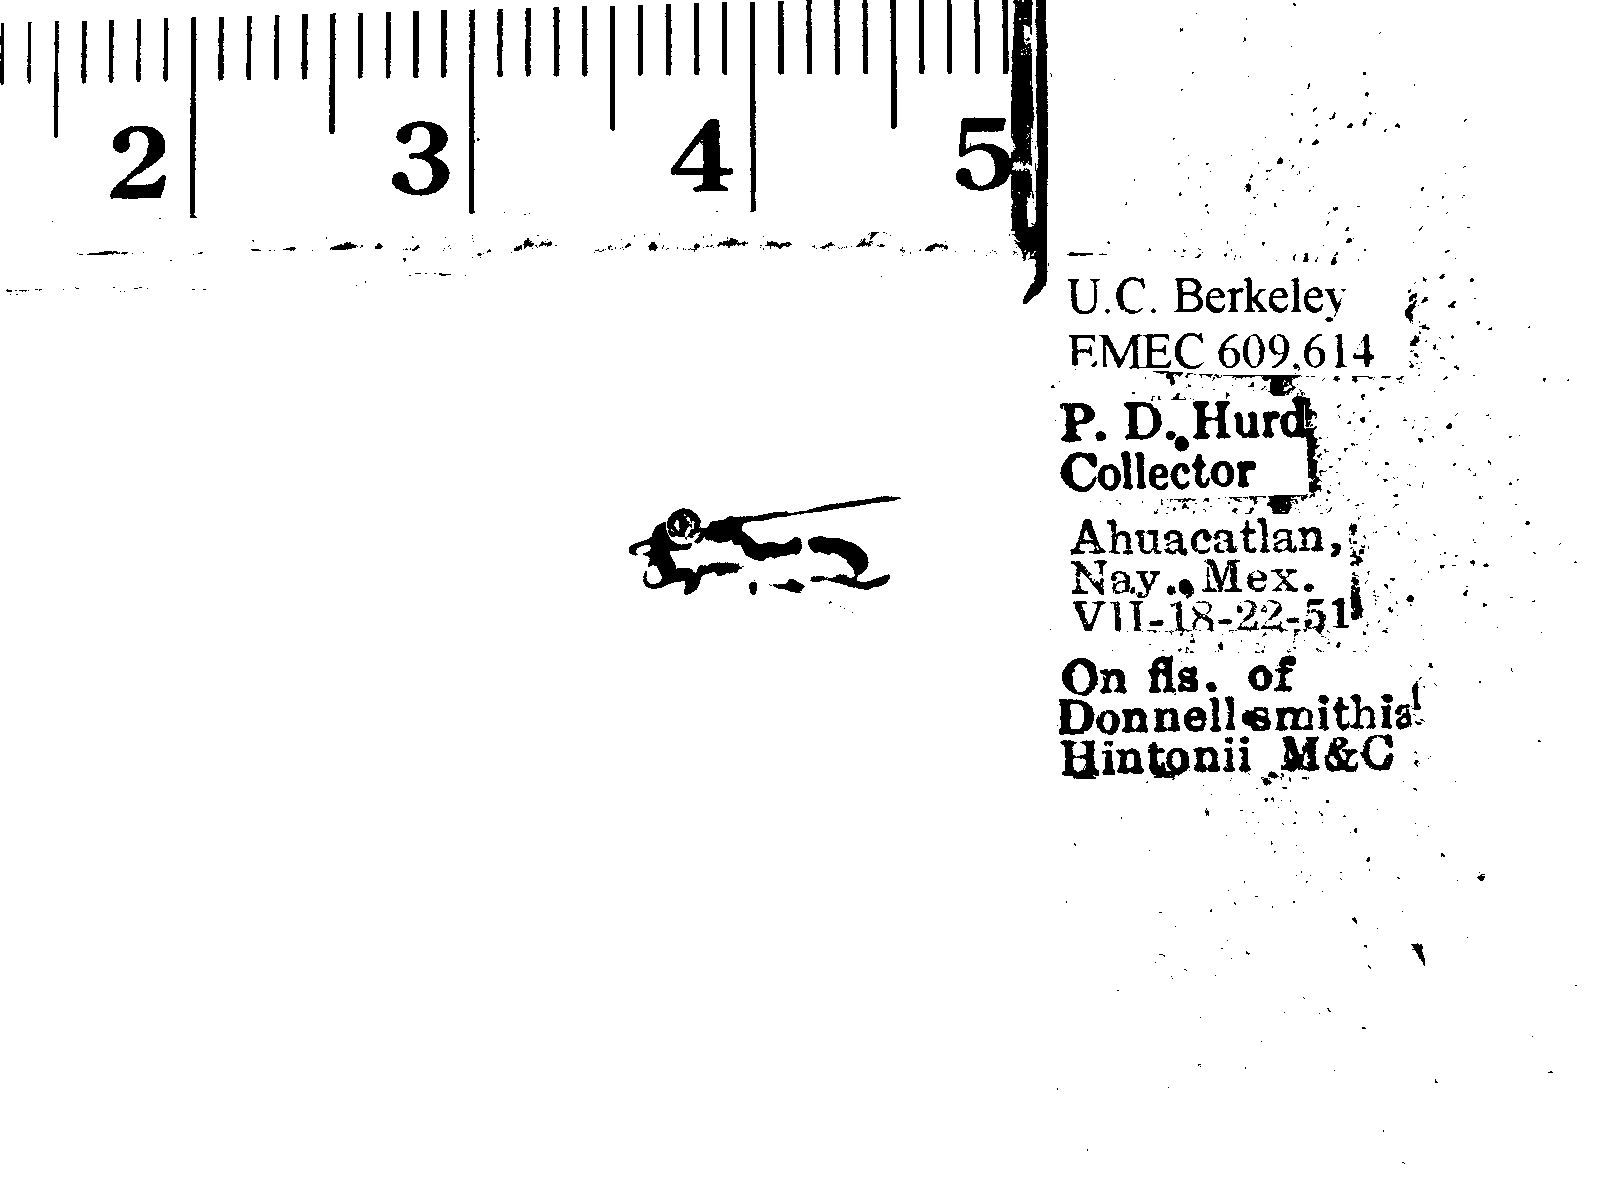 2 3 4 5
U.C. Berkeley
EMEC 609,614
P. D. Hurd
Collector
Ahuacatlan,
Nay., Mex.
VII-18-22-51
On fls. of
Donnellsmithia
Hintonii M&C